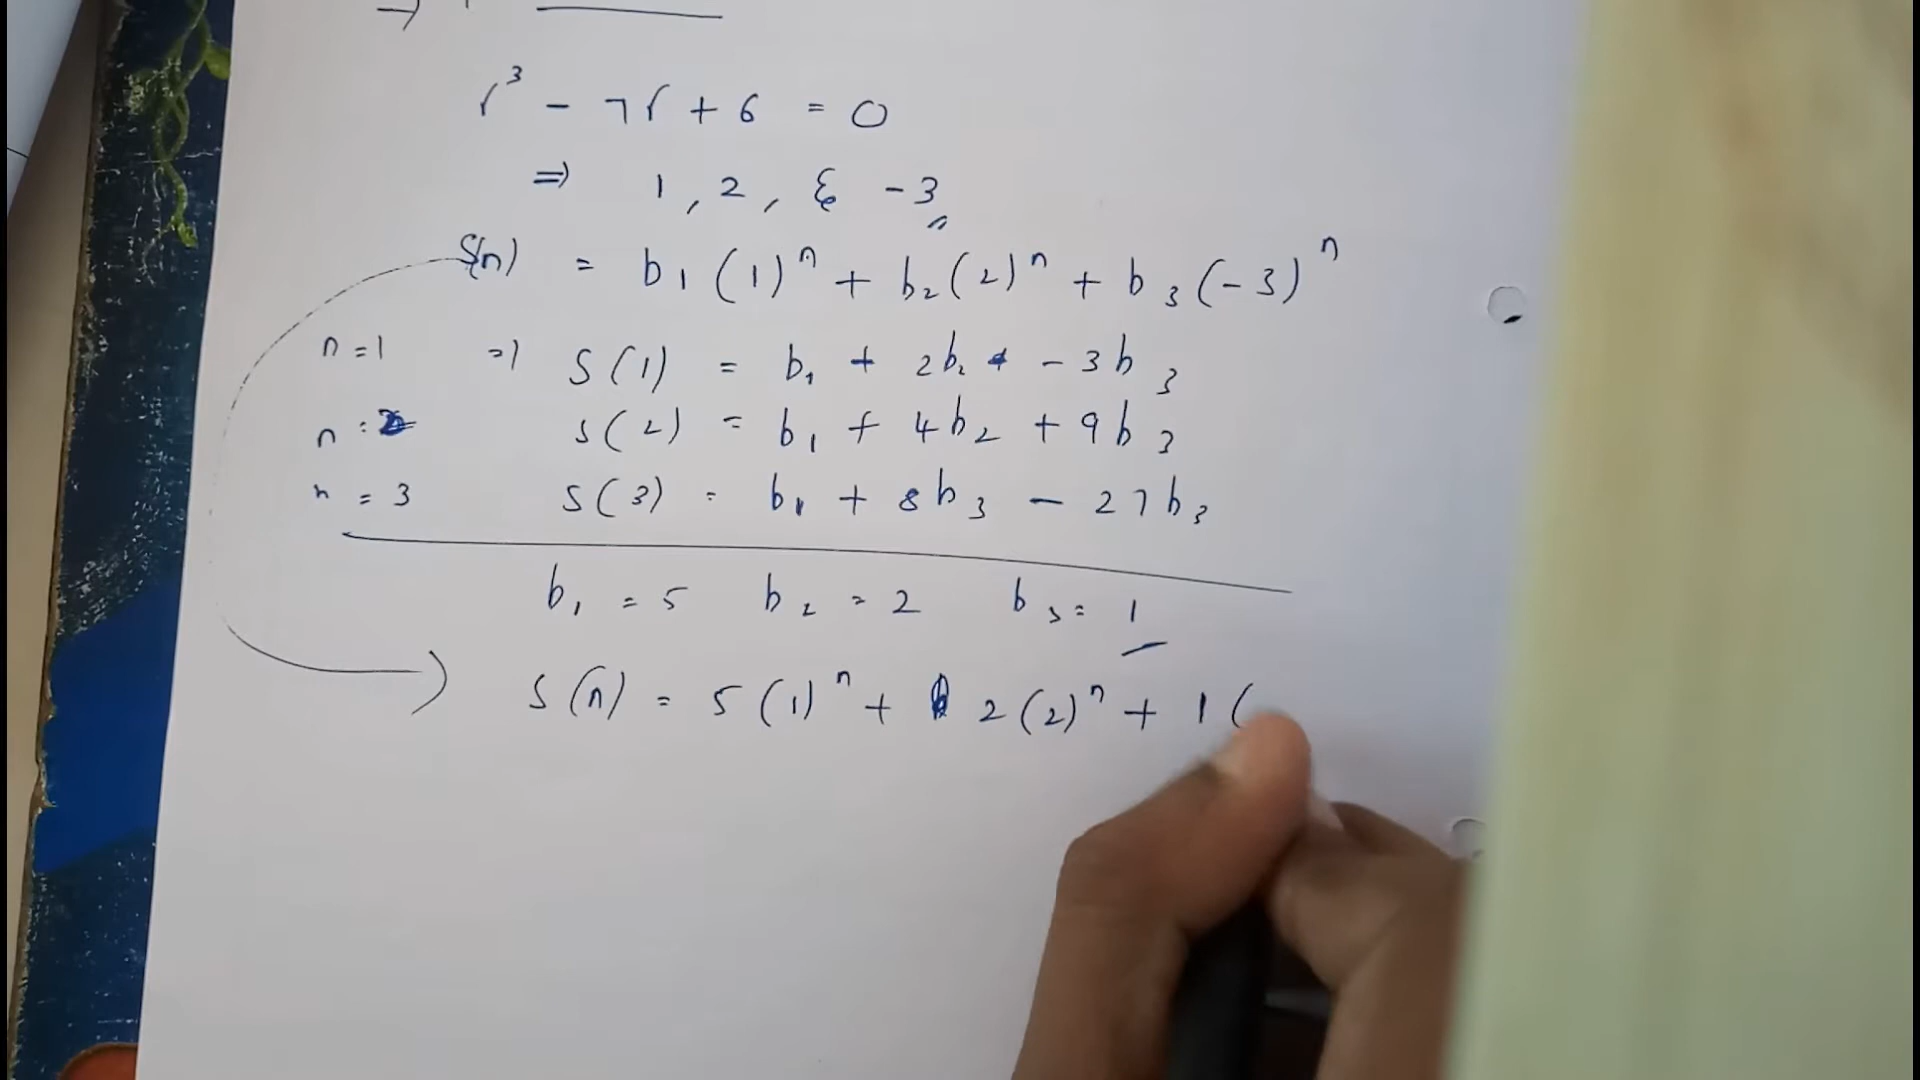 r³ - 7r + 6 = 0
⇒ 1, 2, & -3
S(n) = b₁(1)ⁿ + b₂(2)ⁿ + b₃(-3)ⁿ
n = 1 ⇒ S(1) = b₁ + 2b₂ - 3b₃
n = 2 S(2) = b₁ + 4b₂ + 9b₃
n = 3 S(3) = b₁ + 8b₃ - 27b₃
b₁ = 5 b₂ = 2 b₃ = 1
S(n) = 5(1)ⁿ + 2(2)ⁿ + 1(